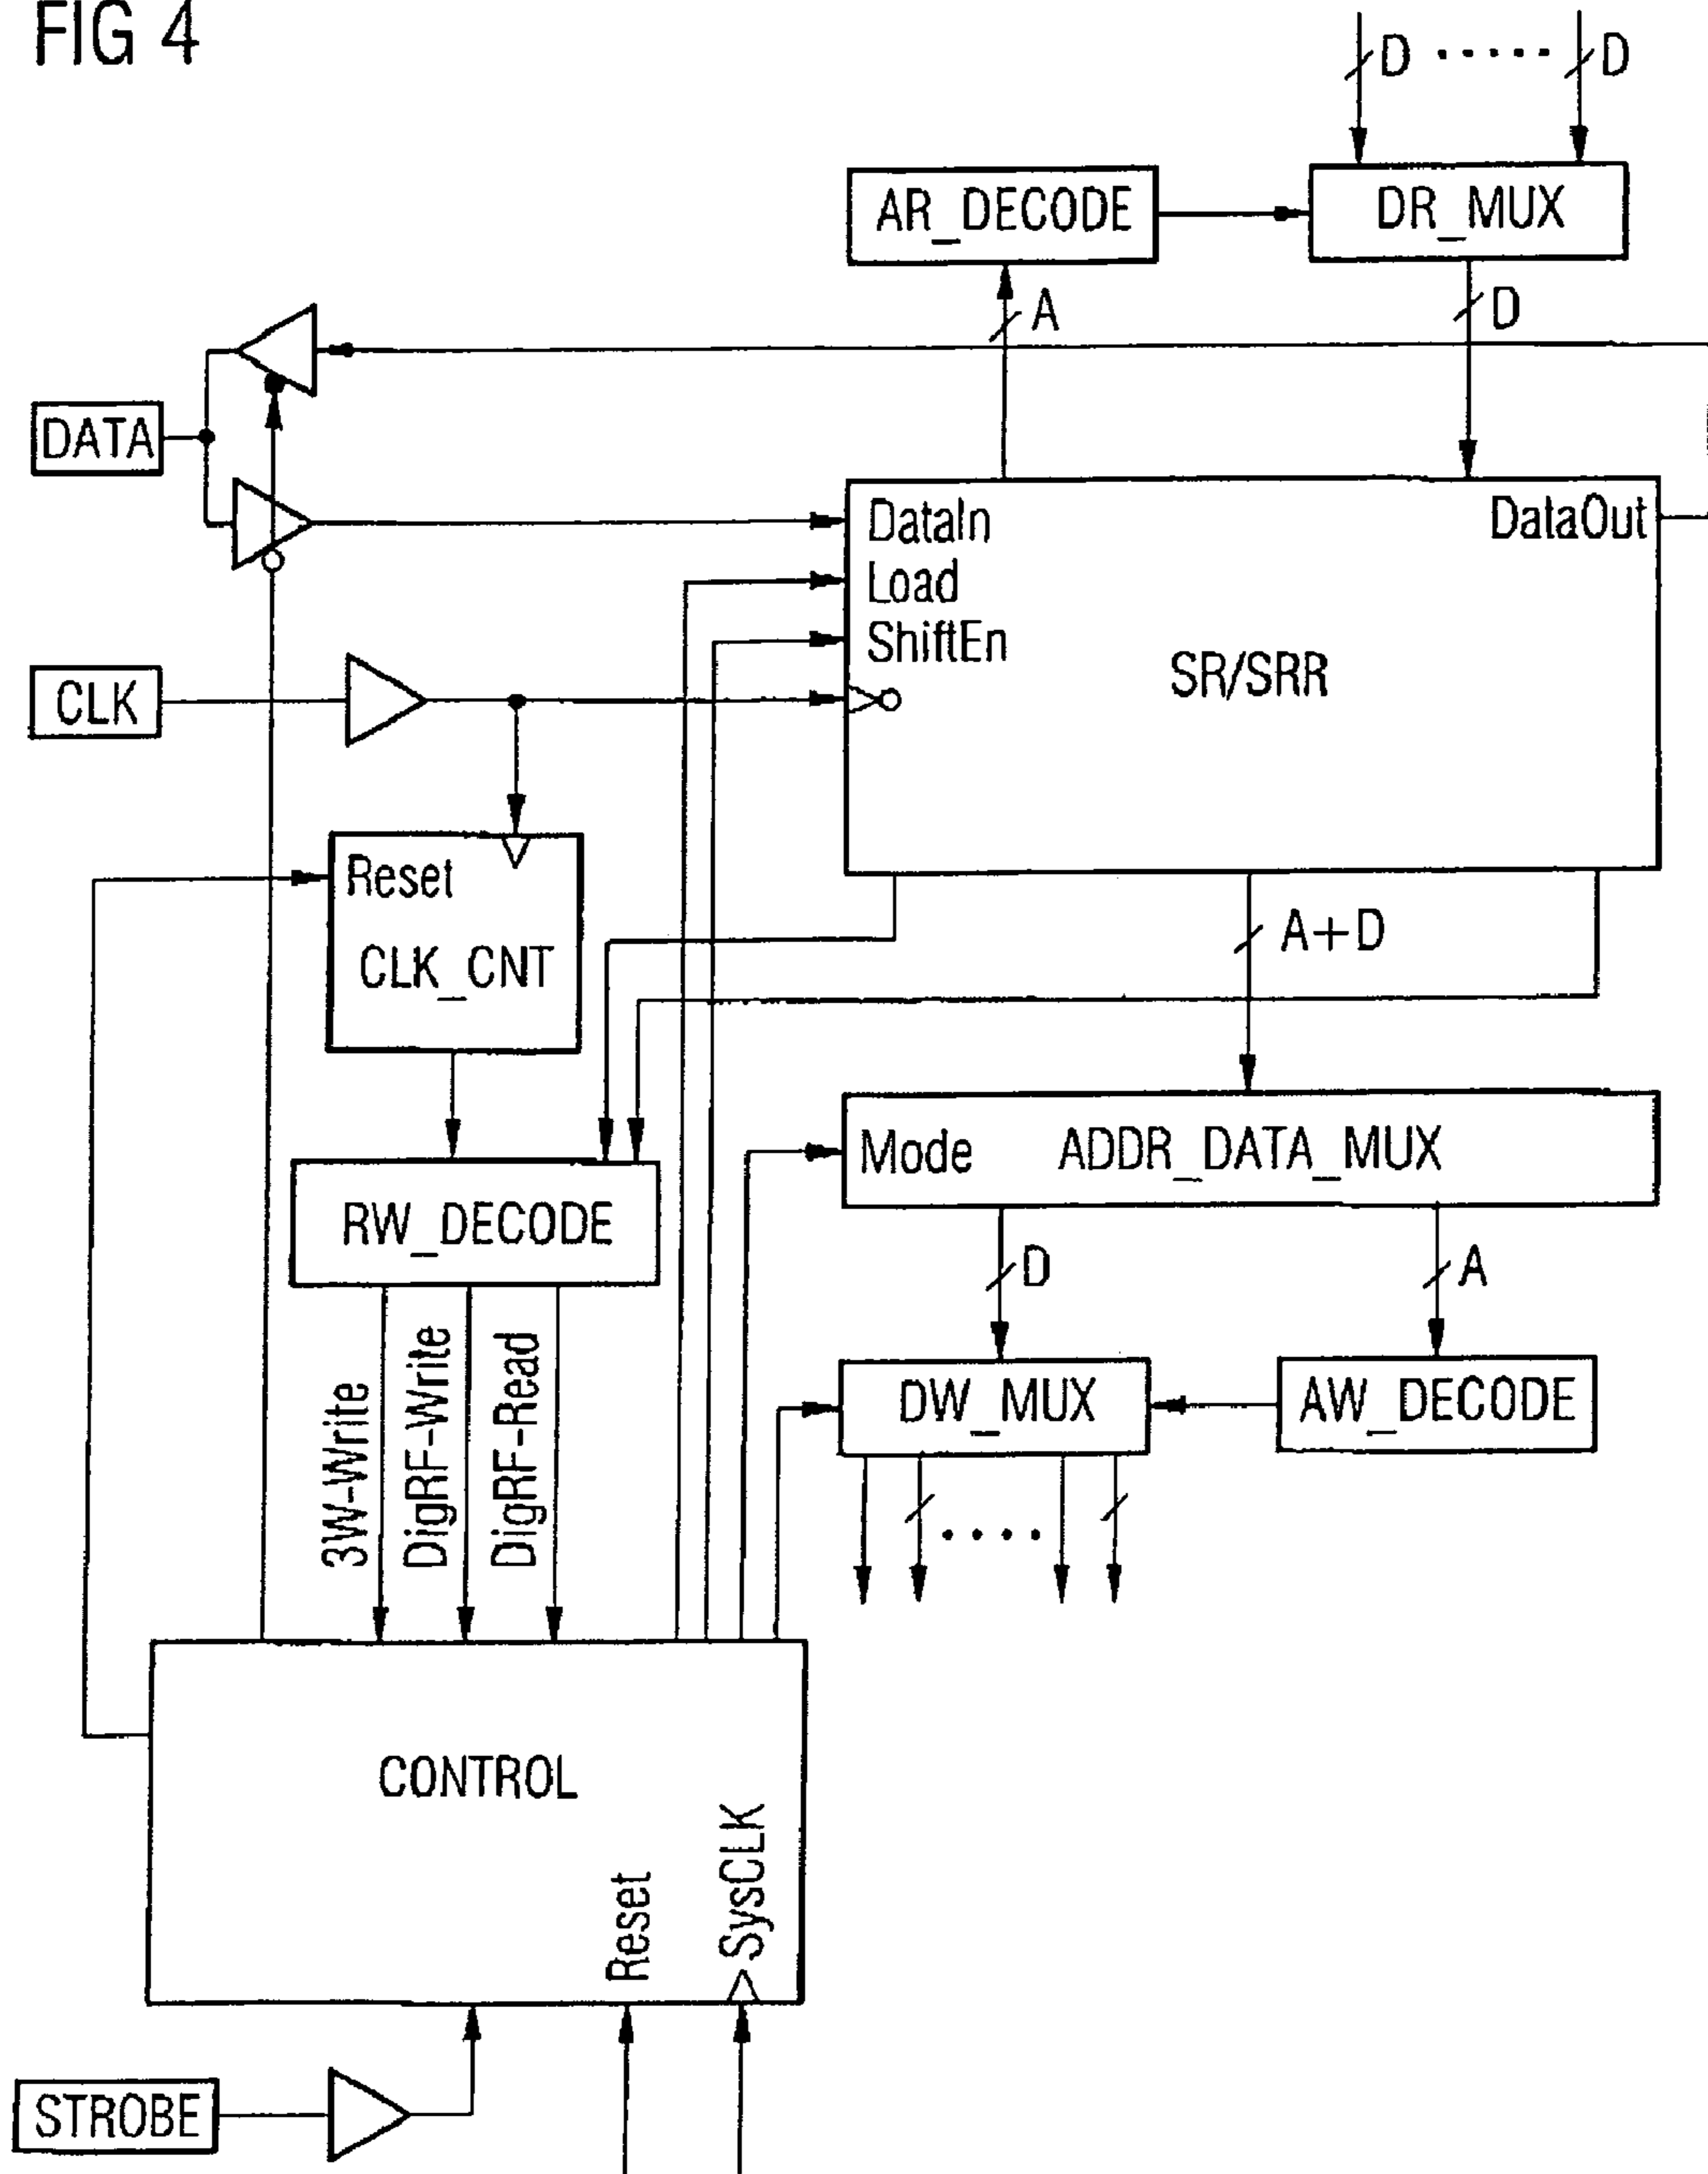 FIG 4
D ..... D
AR_DECODE
DR_MUX
A
D
DATA
DataIn
DataOut
Load
ShiftEn
SR/SRR
CLK
Reset
CLK_CNT
A+D
Mode
ADDR_DATA_MUX
RW_DECODE
D
A
3W-Write
DigRF-Write
DigRF-Read
DW_MUX
AW_DECODE
....
CONTROL
Reset
SysCLK
STROBE